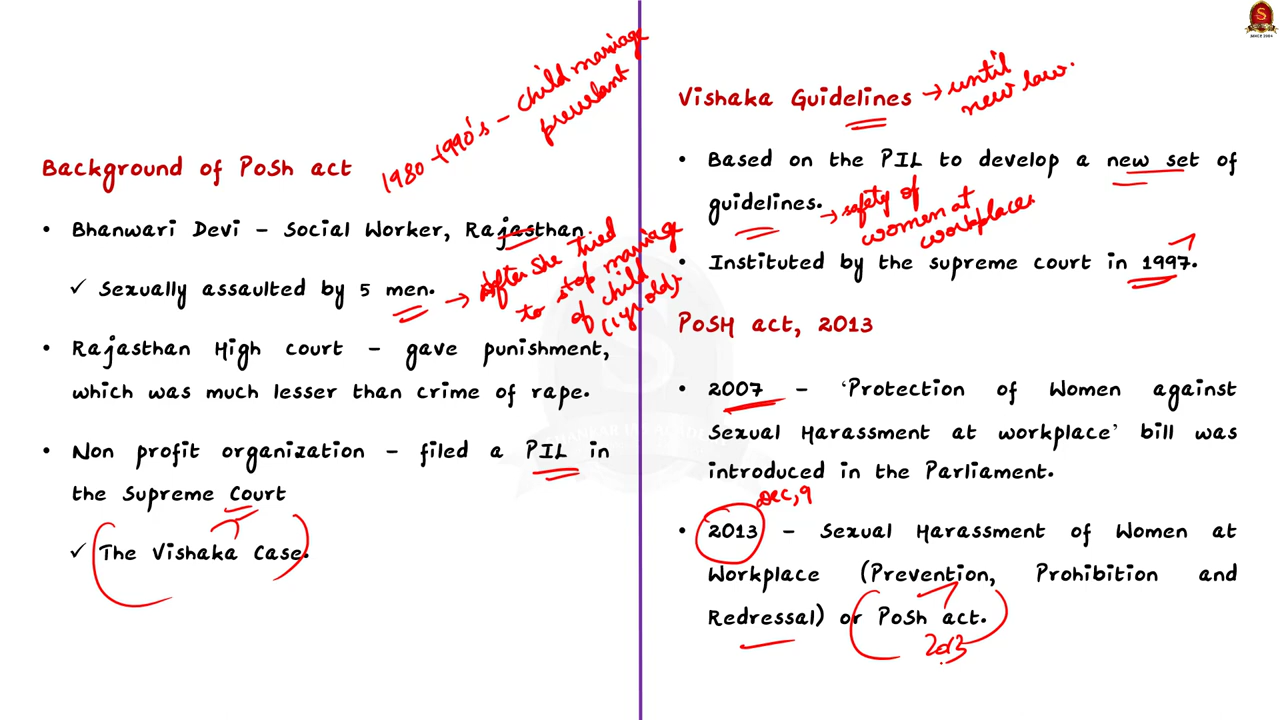 1980-1990's - child marriage
prevelant
Background of PoSh act
• Bhanwari Devi – Social Worker, Rajasthan
✓ Sexually assaulted by 5 men.
→ After she tried
to stop marriage
of child
(1yr old)
• Rajasthan High court – gave punishment,
which was much lesser than crime of rape.
• Non profit organization – filed a PIL in
the Supreme Court
✓ The Vishaka Case.
Vishaka Guidelines → until
new law.
• Based on the PIL to develop a new set of
guidelines. → safety of
women at
workplaces
• Instituted by the supreme court in 1997.
PoSH act, 2013
• 2007 – ‘Protection of Women against
Sexual Harassment at workplace’ bill was
introduced in the Parliament.
Dec, 9
• 2013 – Sexual Harassment of Women at
Workplace (Prevention, Prohibition and
Redressal) or PoSh act.
2013
S
SINCE 2004